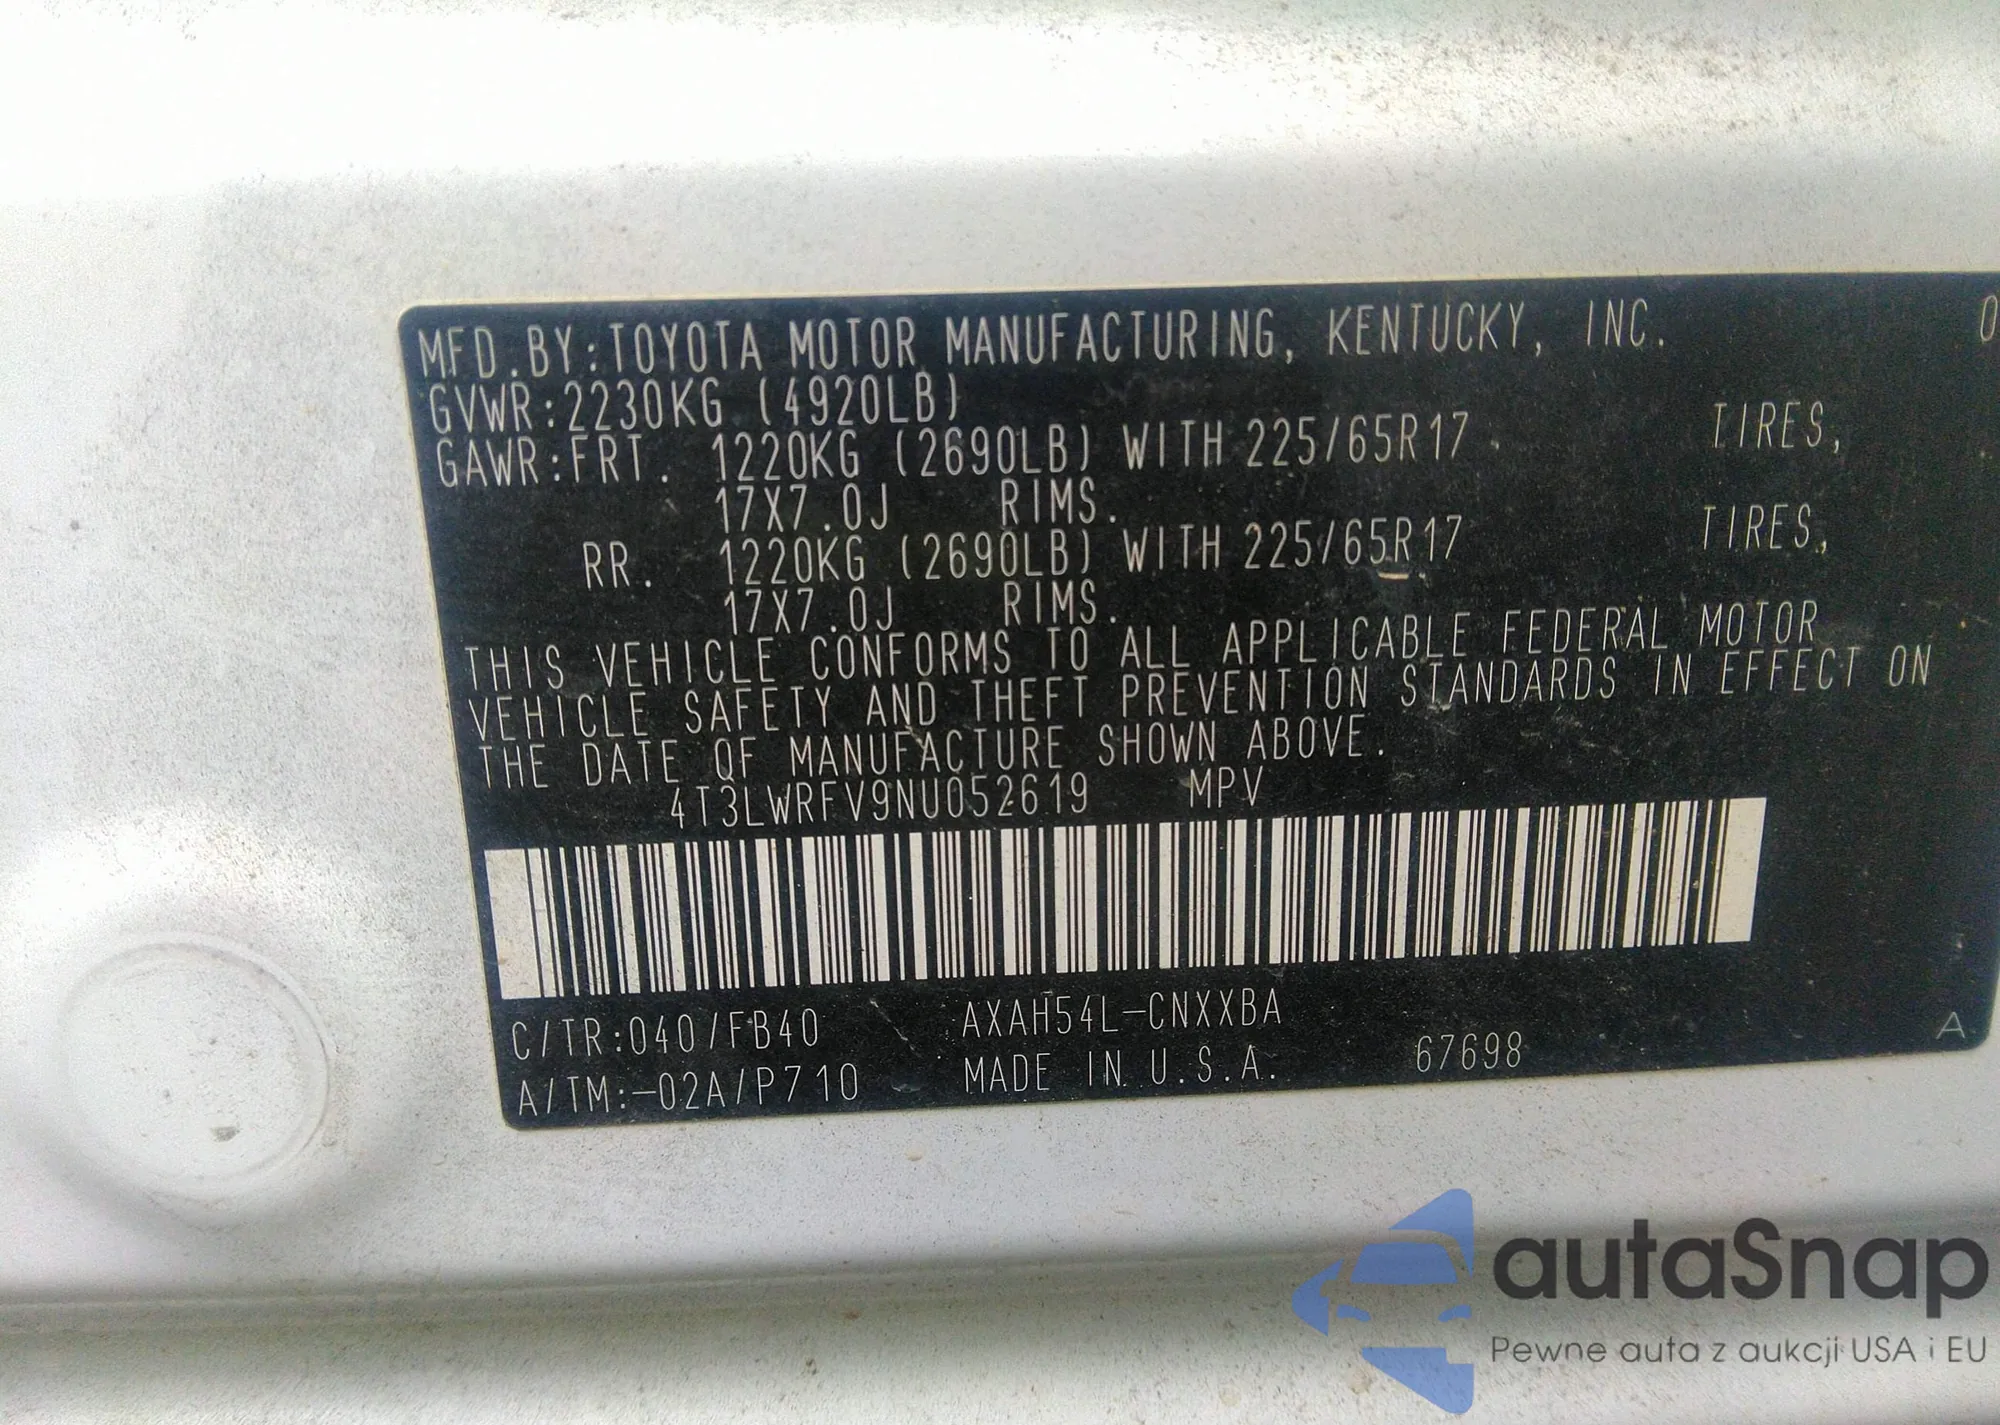 MFD.BY:TOYOTA MOTOR MANUFACTURING, KENTUCKY, INC. 0
GVWR:2230KG (4920LB)
GAWR:FRT. 1220KG (2690LB) WITH 225/65R17 TIRES,
17X7.0J RIMS.
RR. 1220KG (2690LB) WITH 225/65R17 TIRES,
17X7.0J RIMS.
THIS VEHICLE CONFORMS TO ALL APPLICABLE FEDERAL MOTOR
VEHICLE SAFETY AND THEFT PREVENTION STANDARDS IN EFFECT ON
THE DATE OF MANUFACTURE SHOWN ABOVE.
4T3LWRFV9NU052619 MPV
C/TR:040/FB40 AXAH54L-CNXXBA A
A/TM:-02A/P710 MADE IN U.S.A. 67698
autaSnap
Pewne auta z aukcji USA i EU